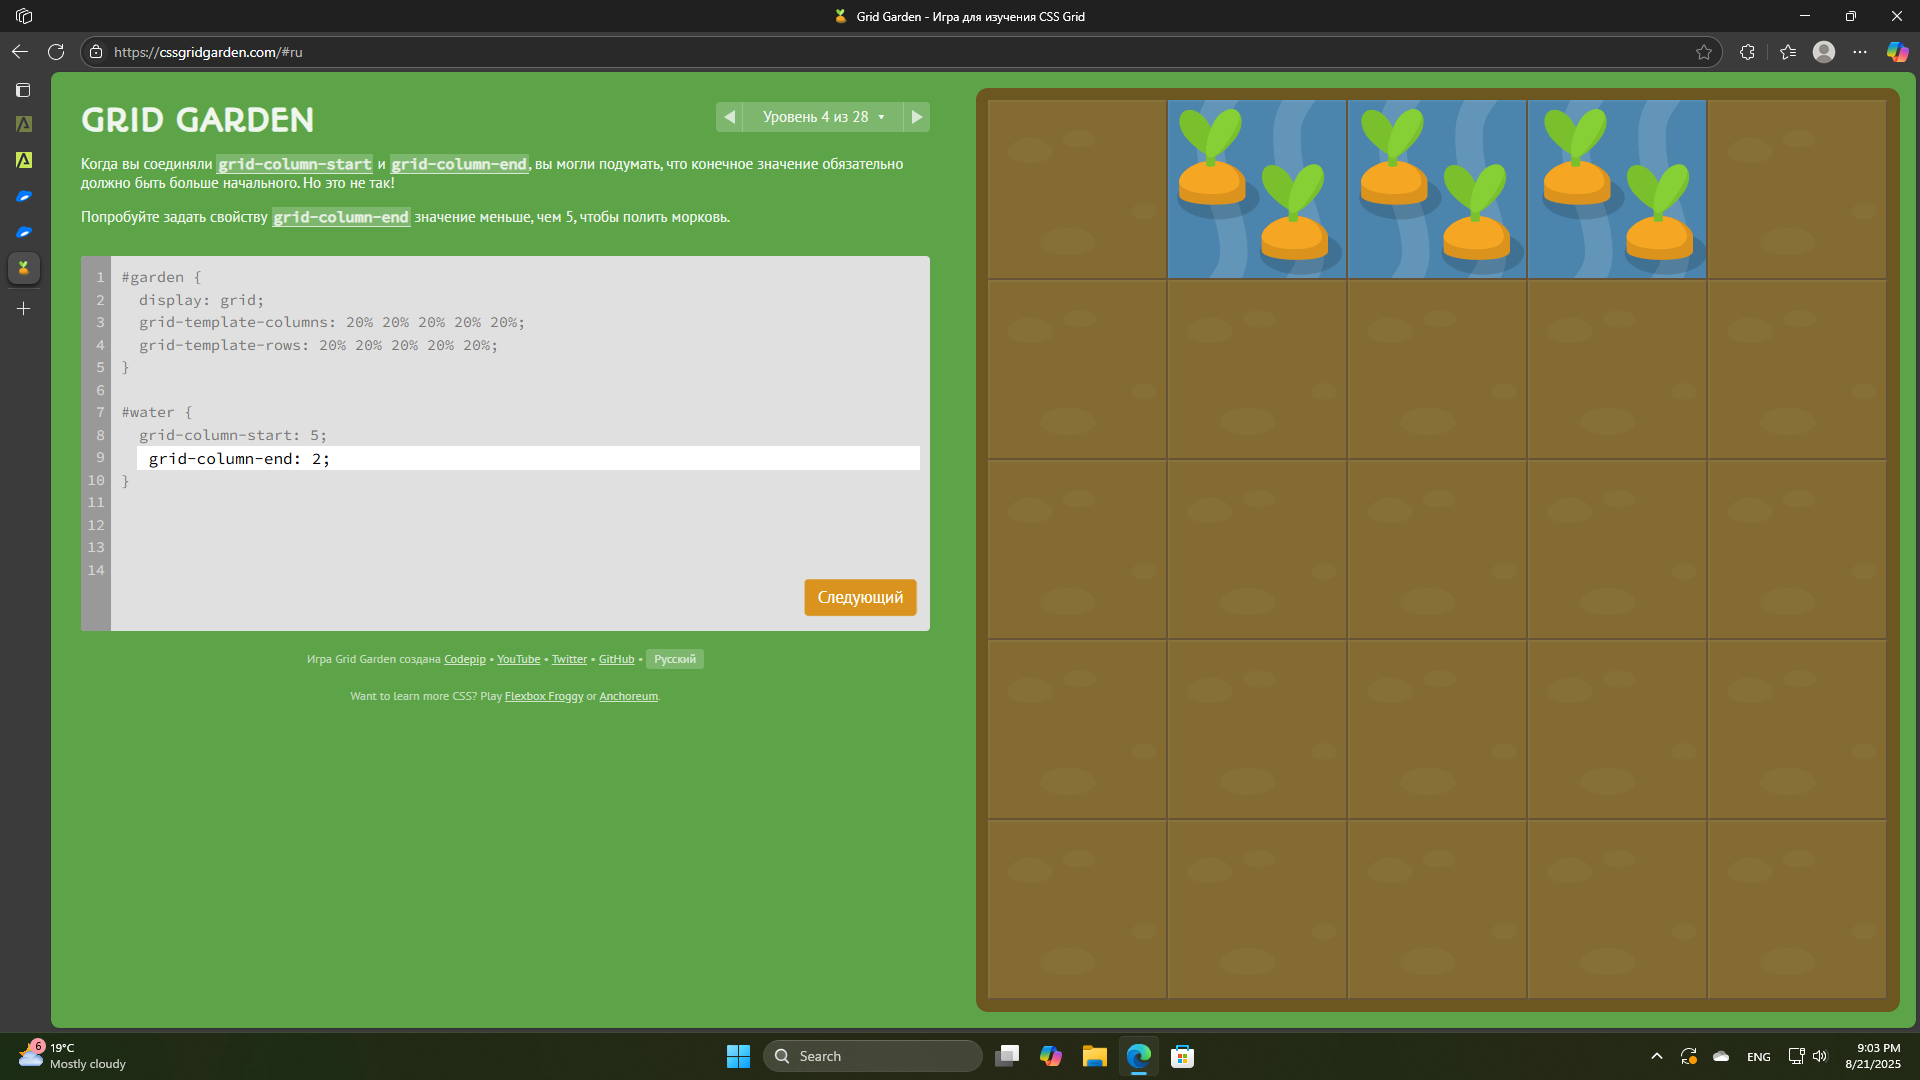 Grid Garden - Игра для изучения CSS Grid
https://cssgridgarden.com/#ru
GRID GARDEN
Уровень 4 из 28
Когда вы соединяли grid-column-start и grid-column-end, вы могли подумать, что конечное значение обязательно
должно быть больше начального. Но это не так!
Попробуйте задать свойству grid-column-end значение меньше, чем 5, чтобы полить морковь.
1 #garden {
2 display: grid;
3 grid-template-columns: 20% 20% 20% 20% 20%;
4 grid-template-rows: 20% 20% 20% 20% 20%;
5 }
6
7 #water {
8 grid-column-start: 5;
9 grid-column-end: 2;
10 }
11
12
13
14
Следующий
Игра Grid Garden создана Codepip • YouTube • Twitter • GitHub • Русский
Want to learn more CSS? Play Flexbox Froggy or Anchoreum.
6
19°C
Mostly cloudy
Search
ENG
9:03 PM
8/21/2025